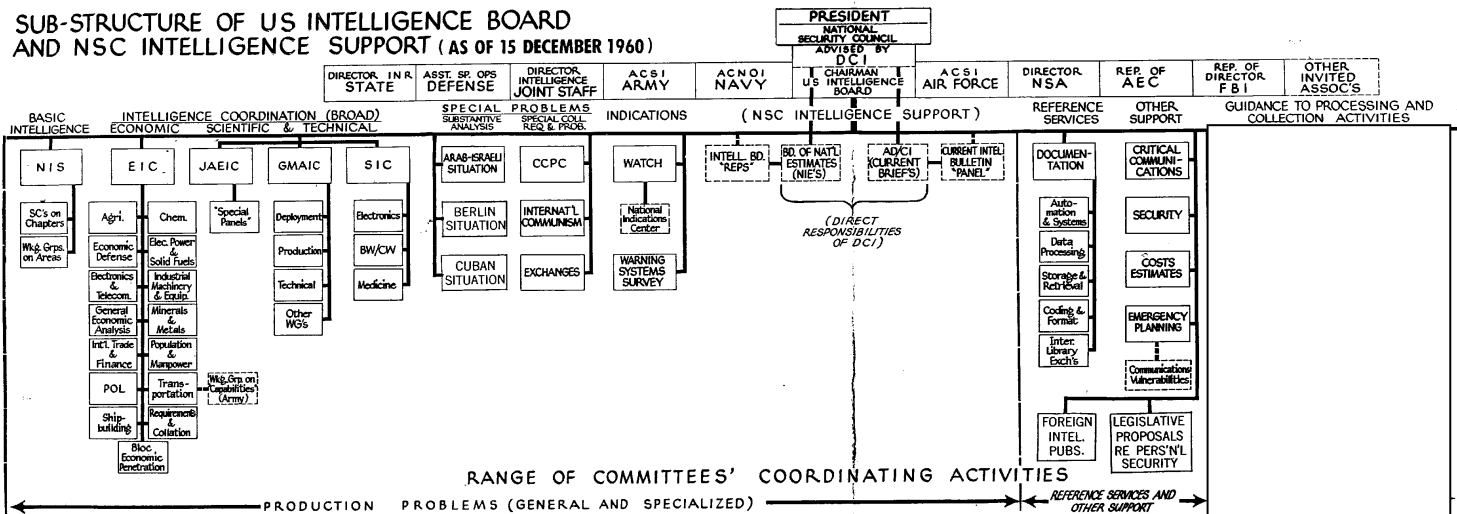 SUB-STRUCTURE OF US INTELLIGENCE BOARD
AND NSC INTELLIGENCE SUPPORT (AS OF 15 DECEMBER 1960)
PRESIDENT
NATIONAL
SECURITY COUNCIL
ADVISED BY
DCI
CHAIRMAN
US INTELLIGENCE
BOARD
DIRECTOR INR
STATE
ASST. SP. OPS
DEFENSE
DIRECTOR
INTELLIGENCE
JOINT STAFF
ACSI
ARMY
ACNOI
NAVY
ACSI
AIR FORCE
DIRECTOR
NSA
REP. OF
AEC
REP. OF
DIRECTOR
FBI
OTHER
INVITED
ASSOC'S
BASIC
INTELLIGENCE
INTELLIGENCE COORDINATION (BROAD)
ECONOMIC
SCIENTIFIC & TECHNICAL
SPECIAL PROBLEMS
SUBSTANTIVE
ANALYSIS
SPECIAL COLL.
REQ & PROB.
INDICATIONS
(NSC INTELLIGENCE SUPPORT)
REFERENCE
SERVICES
OTHER
SUPPORT
GUIDANCE TO PROCESSING AND
COLLECTION ACTIVITIES
NIS
SC's on
Chapters
Wkg. Grps.
on Areas
EIC
Agri.
Chem.
Economic
Defense
Elec. Power
&
Solid Fuels
Electronics
&
Telecom.
Industrial
Machinery
& Equip.
General
Economic
Analysis
Minerals
&
Metals
Int'l. Trade
&
Finance
Population
&
Manpower
POL
Trans-
portation
Wkg. Grp. on
"Capabilities"
(Army)
Ship-
building
Requirements
&
Collation
Bloc
Economic
Penetration
JAEIC
"Special
Panels"
GMAIC
Deployment
Production
Technical
Other
WG's
SIC
Electronics
BW/CW
Medicine
ARAB-ISRAELI
SITUATION
BERLIN
SITUATION
CUBAN
SITUATION
CCPC
INTERNAT'L
COMMUNISM
EXCHANGES
WATCH
National
Indications
Center
WARNING
SYSTEMS
SURVEY
INTELL. BD.
"REPS"
BD. OF NAT'L
ESTIMATES
(NIE'S)
AD/CI
(CURRENT
BRIEF'S)
CURRENT INTEL
BULLETIN
"PANEL"
(DIRECT
RESPONSIBILITIES
OF DCI)
DOCUMEN-
TATION
Auto-
mation
& Systems
Data
Processing
Storage &
Retrieval
Coding &
Format
Inter.
Library
Exch's
CRITICAL
COMMUNI-
CATIONS
SECURITY
COSTS
ESTIMATES
EMERGENCY
PLANNING
Communications
Vulnerabilities
FOREIGN
INTEL.
PUBS.
LEGISLATIVE
PROPOSALS
RE PERS'N'L
SECURITY
RANGE OF COMMITTEES' COORDINATING ACTIVITIES
PRODUCTION PROBLEMS (GENERAL AND SPECIALIZED)
REFERENCE SERVICES AND
OTHER SUPPORT